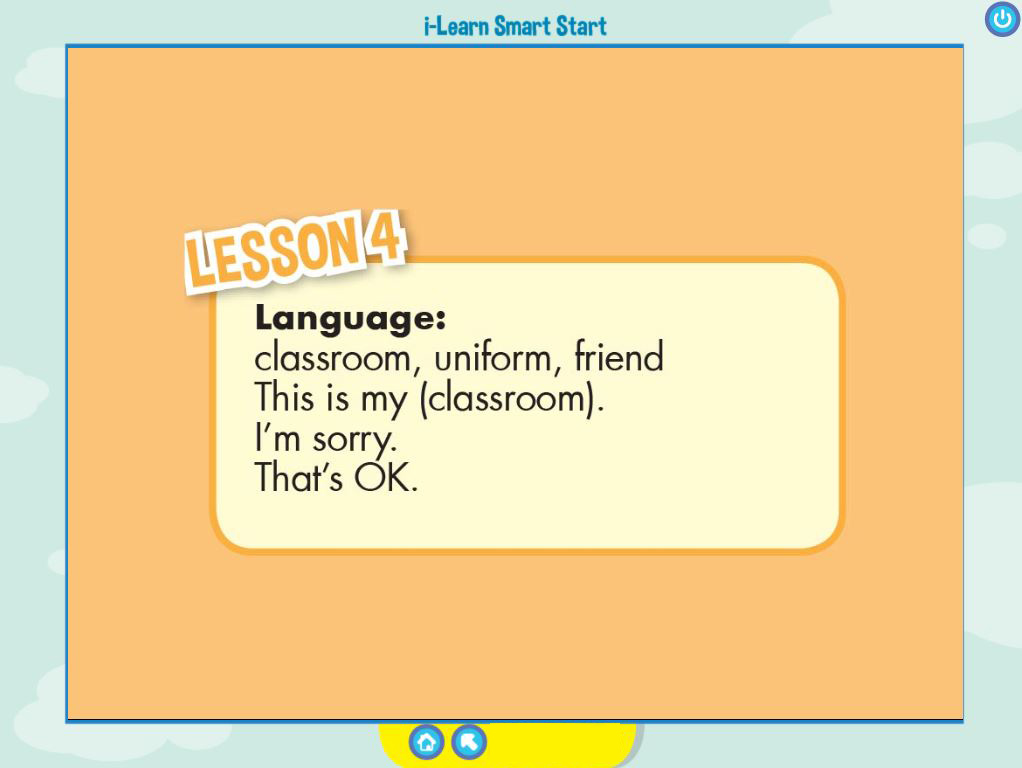 i-Learn Smart Start
LESSON 4
Language:
classroom, uniform, friend
This is my (classroom).
I'm sorry.
That's OK.